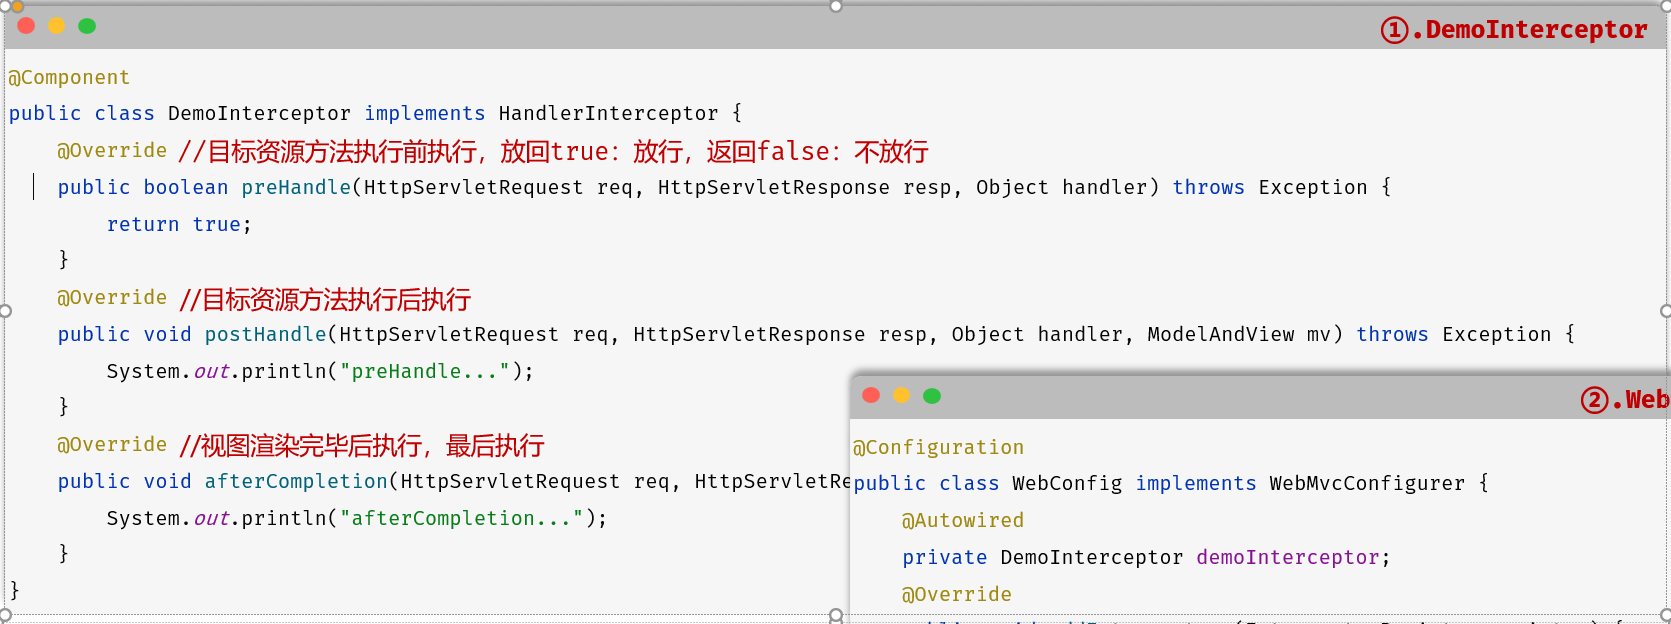 ①.DemoInterceptor
@Component
public class DemoInterceptor implements HandlerInterceptor {
@Override //目标资源方法执行前执行，放回true：放行，返回false：不放行
public boolean preHandle(HttpServletRequest req, HttpServletResponse resp, Object handler) throws Exception {
return true;
}
@Override //目标资源方法执行后执行
public void postHandle(HttpServletRequest req, HttpServletResponse resp, Object handler, ModelAndView mv) throws Exception {
System.out.println("preHandle...");
}
@Override //视图渲染完毕后执行，最后执行
public void afterCompletion(HttpServletRequest req, HttpServletRe
System.out.println("afterCompletion...");
}
}
②.Web
@Configuration
public class WebConfig implements WebMvcConfigurer {
@Autowired
private DemoInterceptor demoInterceptor;
@Override